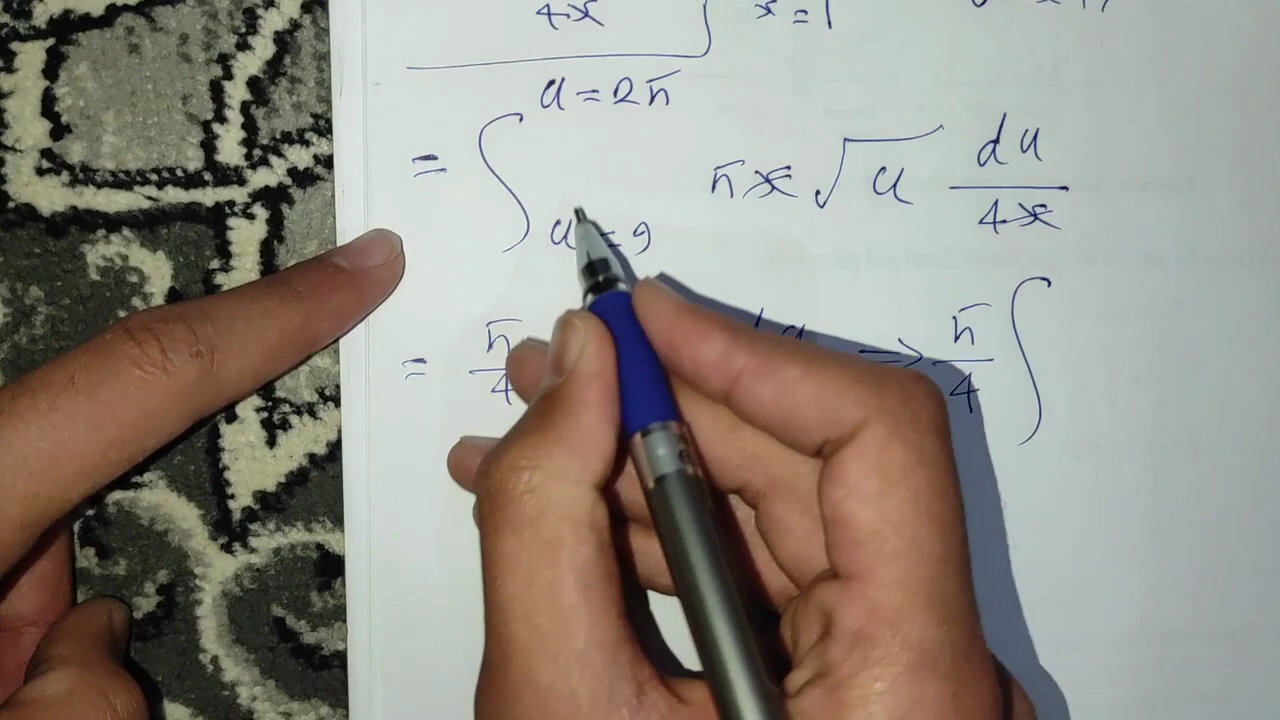 4x x = 1
u = 2π
= ∫ πx √u du/4x
u = 9
= π/4 → π/4 ∫